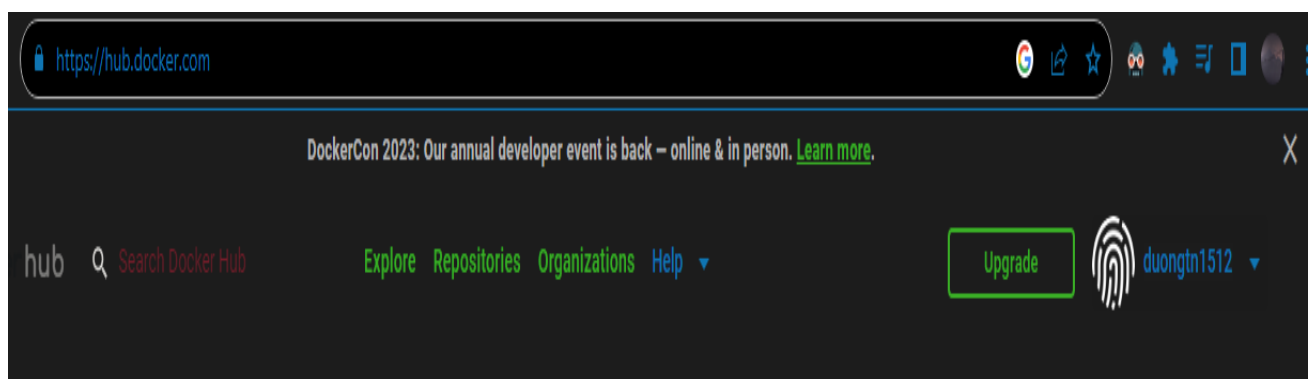 https://hub.docker.com
DockerCon 2023: Our annual developer event is back — online & in person. Learn more.
hub Search Docker Hub Explore Repositories Organizations Help Upgrade duongtn1512